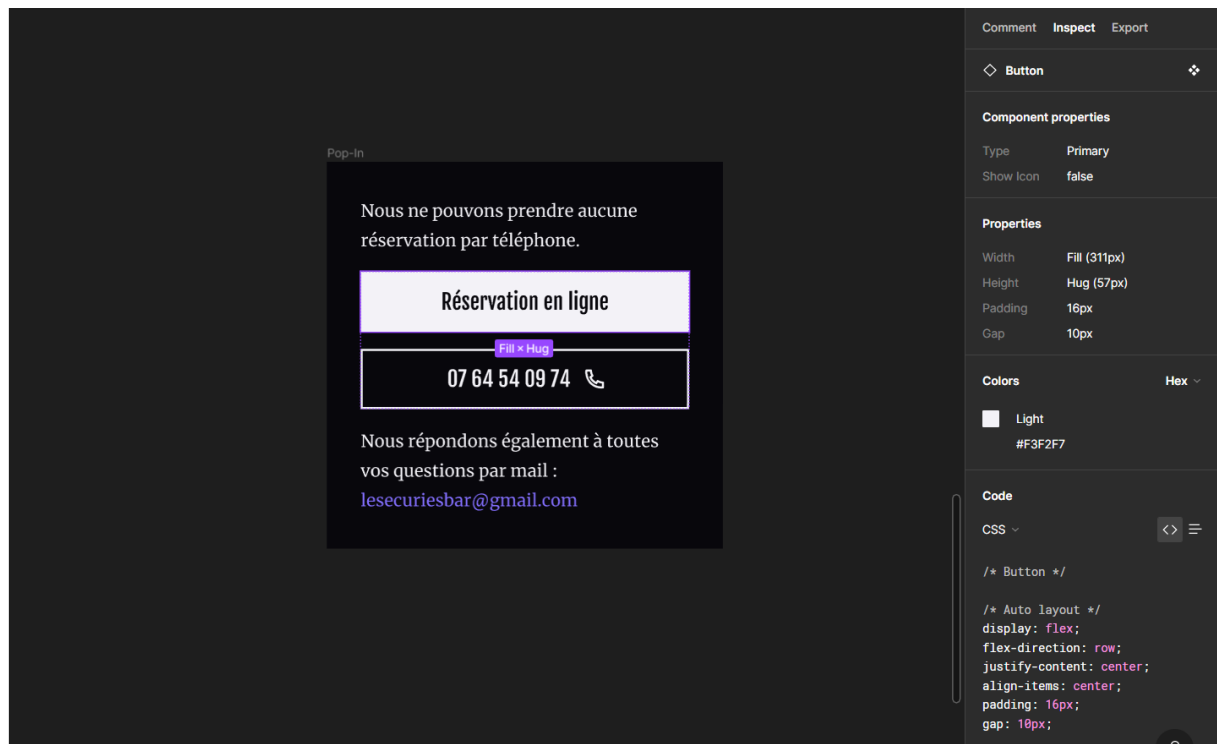 Pop-In
Nous ne pouvons prendre aucune
réservation par téléphone.
Réservation en ligne
Fill × Hug
07 64 54 09 74
Nous répondons également à toutes
vos questions par mail :
lesecuriesbar@gmail.com
Comment Inspect Export
Button
Component properties
Type Primary
Show Icon false
Properties
Width Fill (311px)
Height Hug (57px)
Padding 16px
Gap 10px
Colors Hex
Light
#F3F2F7
Code
CSS
/* Button */
/* Auto layout */
display: flex;
flex-direction: row;
justify-content: center;
align-items: center;
padding: 16px;
gap: 10px;